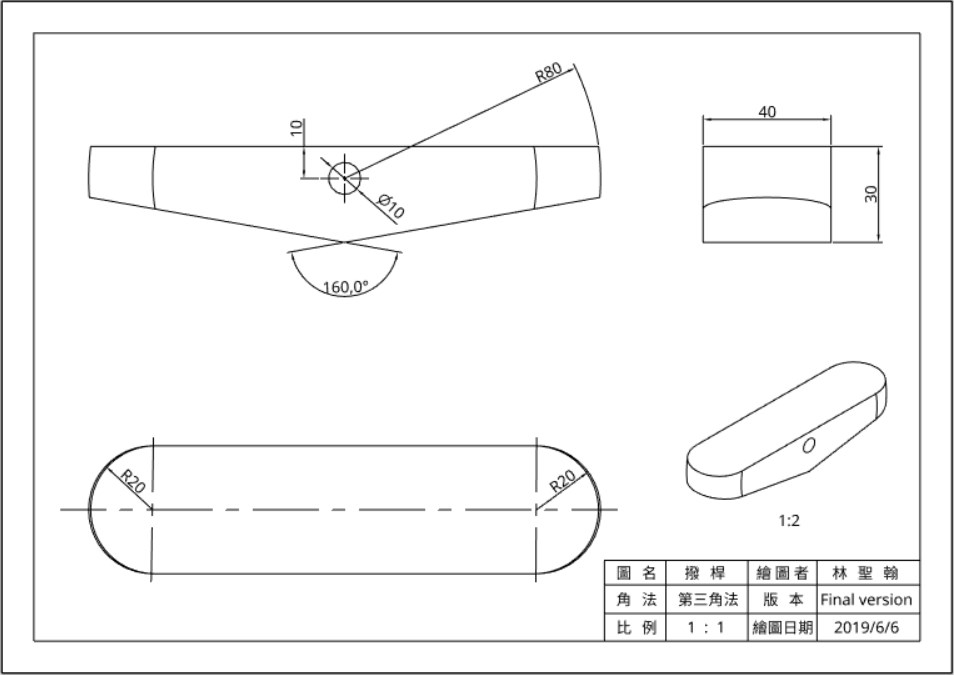 R80
10
Ø10
160,0°
40
30
R20
R20
1:2
圖 名 撥 桿 繪圖者 林 聖 翰
角 法 第三角法 版 本 Final version
比 例 1 : 1 繪圖日期 2019/6/6